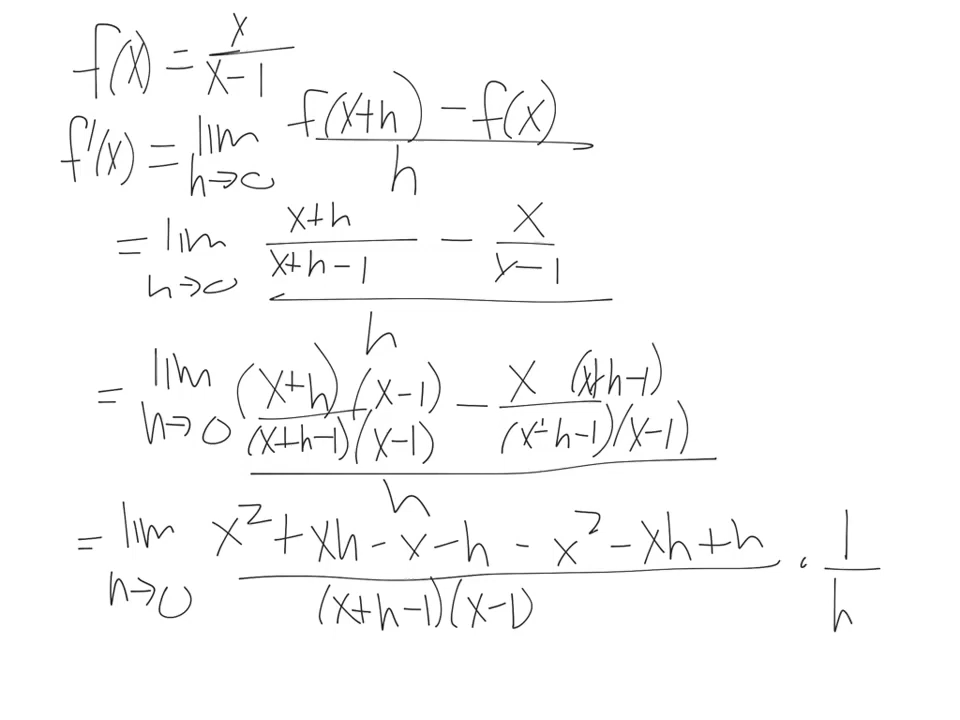 f(x) = x/(x-1)
f'(x) = lim h→0 (f(x+h) - f(x))/h
= lim h→0 ((x+h)/(x+h-1) - x/(y-1))/h
= lim h→0 ((x+h)(x-1)/((x+h-1)(x-1)) - x(x+h-1)/((x+h-1)(x-1)))/h
= lim h→0 (x² + xh - x - h - x² - xh + h)/((x+h-1)(x-1)) · 1/h